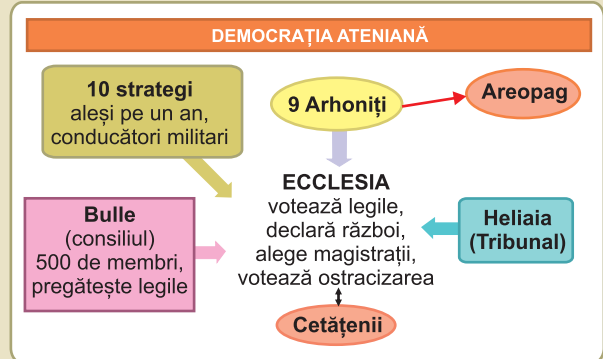 DEMOCRAȚIA ATENIANĂ
10 strategi
aleși pe un an,
conducători militari
9 Arhoniți
Areopag
ECCLESIA
votează legile,
declară război,
alege magistrații,
votează ostracizarea
Bulle
(consiliul)
500 de membri,
pregătește legile
Heliaia
(Tribunal)
Cetățenii